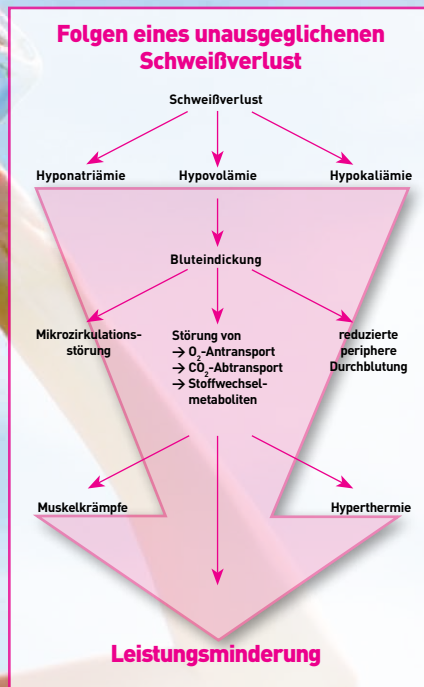 Folgen eines unausgeglichenen
Schweißverlust
Schweißverlust
Hyponatriämie Hypovolämie Hypokaliämie
Bluteindickung
Mikrozirkulations-
störung
Störung von
→ O₂-Antransport
→ CO₂-Abtransport
→ Stoffwechsel-
metaboliten
reduzierte
periphere
Durchblutung
Muskelkrämpfe Hyperthermie
Leistungsminderung